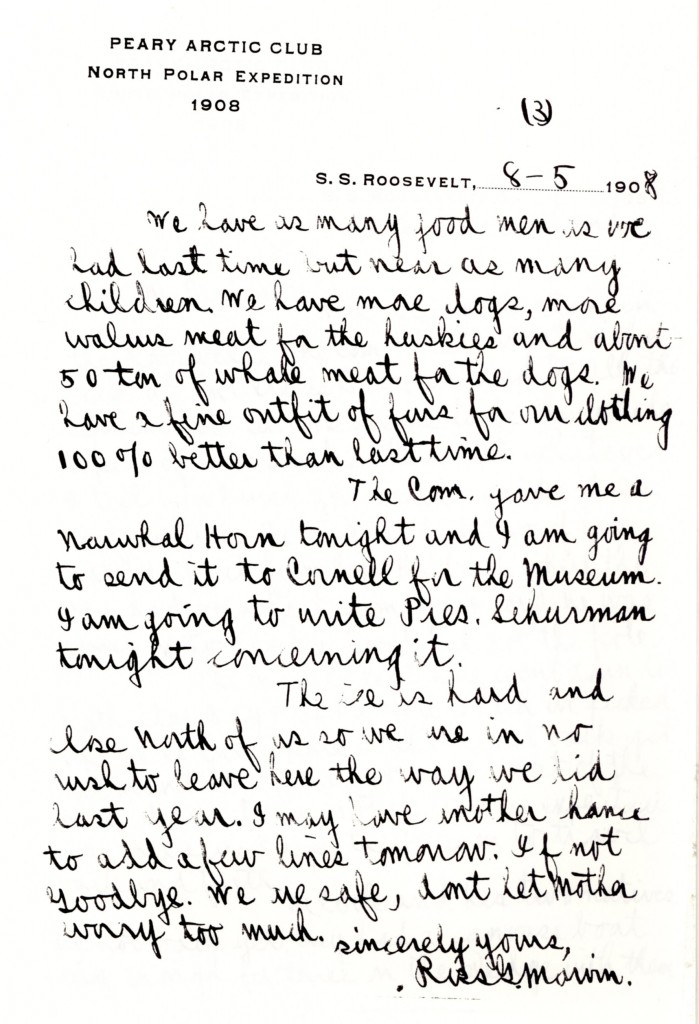 PEARY ARCTIC CLUB
NORTH POLAR EXPEDITION
1908
(3)
S. S. ROOSEVELT, 8-5 1908
We have as many good men as we
had last time but near as many
children. We have more dogs, more
walrus meat for the huskies and about
50 ton of whale meat for the dogs. We
have a fine outfit of furs for our clothing
100 % better than last time.
The Com. gave me a
Narwhal Horn tonight and I am going
to send it to Cornell for the Museum.
I am going to write Pres. Schurman
tonight concerning it.
The ice is hard and
close North of us so we are in no
rush to leave here the way we did
last year. I may have another chance
to add a few lines tomorrow. If not
goodbye. We are safe, dont let Mother
worry too much. sincerely yours,
Ross G. Marvin.